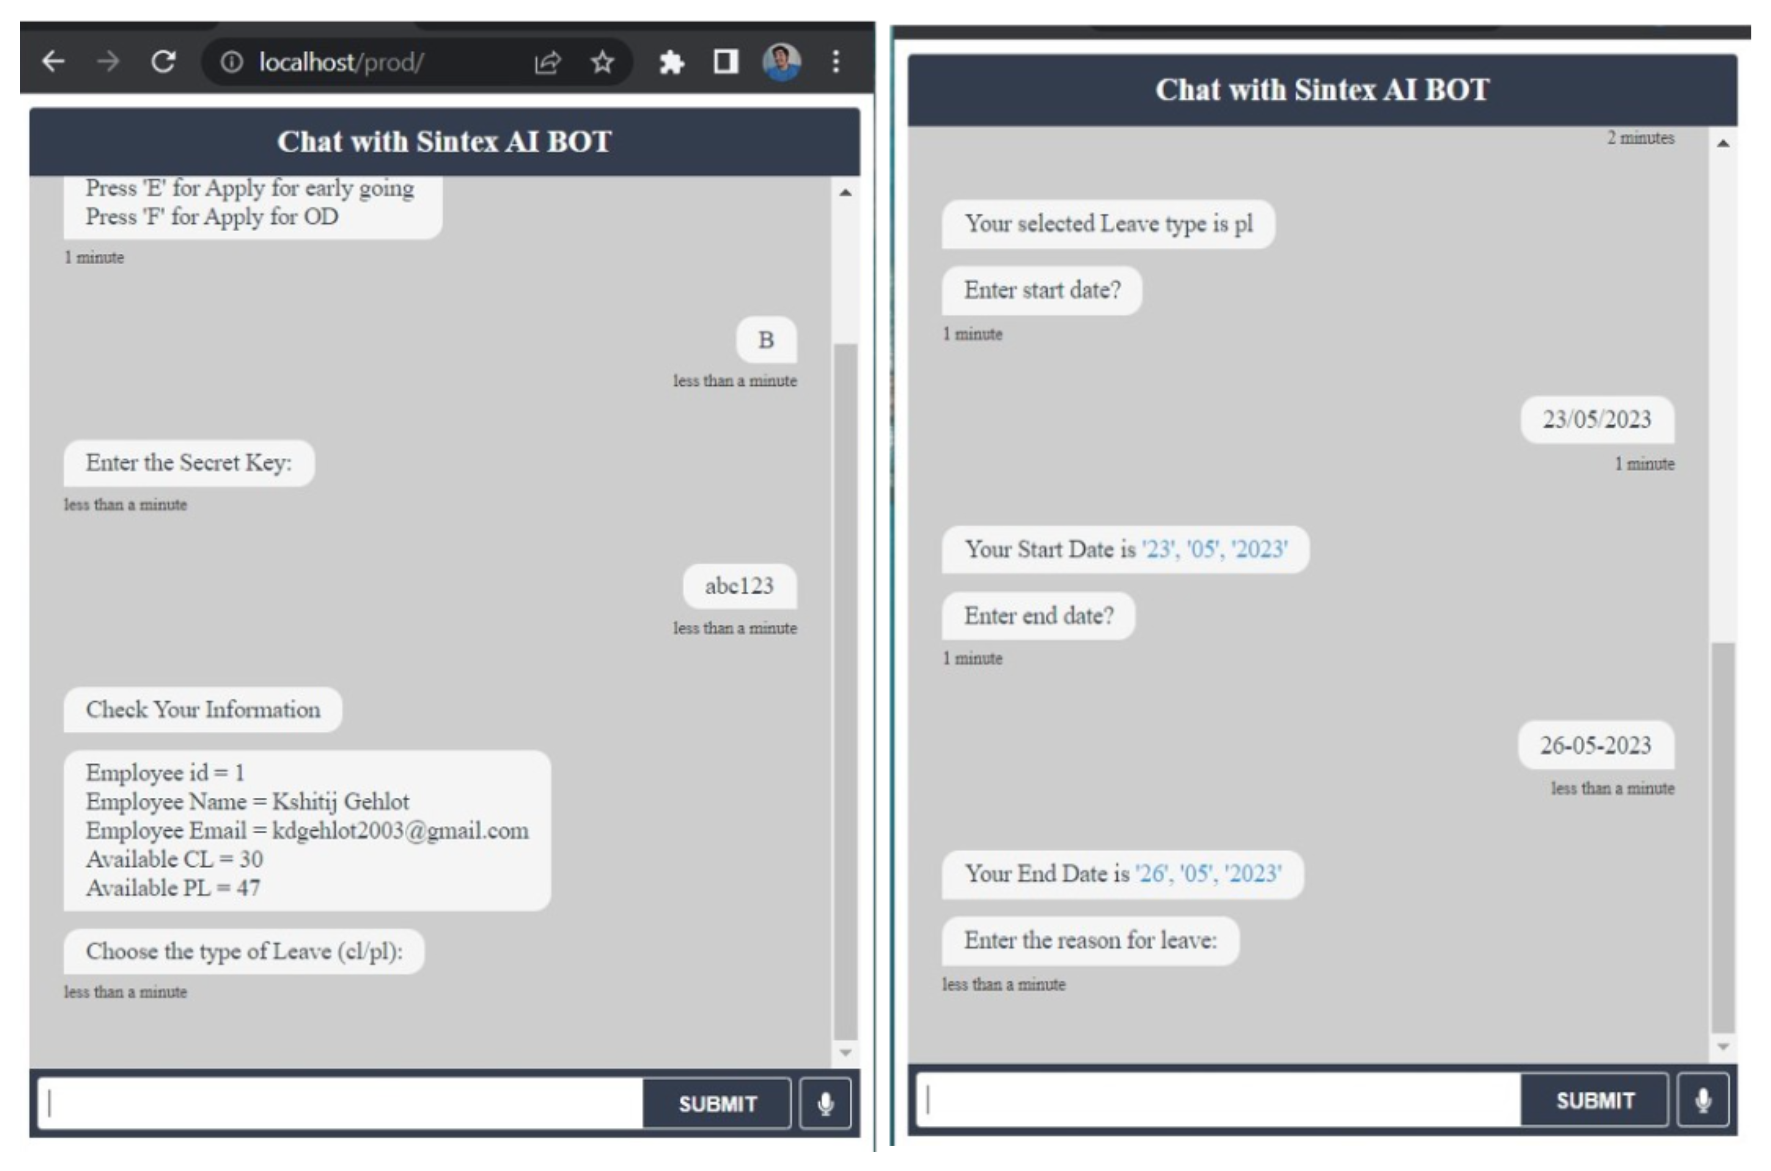 localhost/prod/
Chat with Sintex AI BOT
Press 'E' for Apply for early going
Press 'F' for Apply for OD
1 minute
B
less than a minute
Enter the Secret Key:
less than a minute
abc123
less than a minute
Check Your Information
Employee id = 1
Employee Name = Kshitij Gehlot
Employee Email = kdgehlot2003@gmail.com
Available CL = 30
Available PL = 47
Choose the type of Leave (cl/pl):
less than a minute
SUBMIT
Chat with Sintex AI BOT
2 minutes
Your selected Leave type is pl
Enter start date?
1 minute
23/05/2023
1 minute
Your Start Date is '23', '05', '2023'
Enter end date?
1 minute
26-05-2023
less than a minute
Your End Date is '26', '05', '2023'
Enter the reason for leave:
less than a minute
SUBMIT